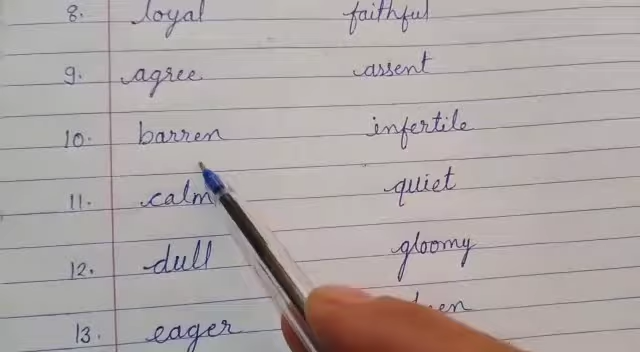 8. loyal faithful
9. agree assent
10. barren infertile
11. calm quiet
12. dull gloomy
13. eager